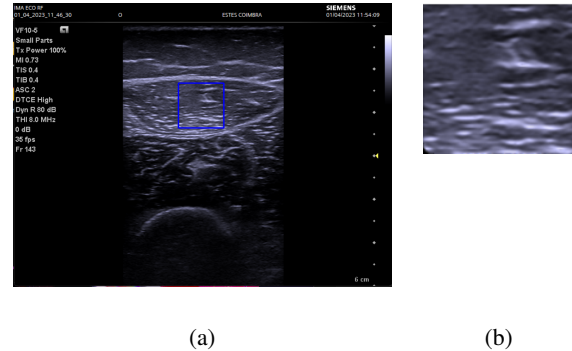 IMA ECO RF SIEMENS
01_04_2023_11_46_30 0 ESTES COIMBRA 01/04/2023 11:54:09
VF10-5
Small Parts
Tx Power 100%
MI 0.73
TIS 0.4
TIB 0.4
ASC 2
DTCE High
Dyn R 80 dB
THI 8.0 MHz
0 dB
35 fps
Fr 143
6 cm
(a) (b)